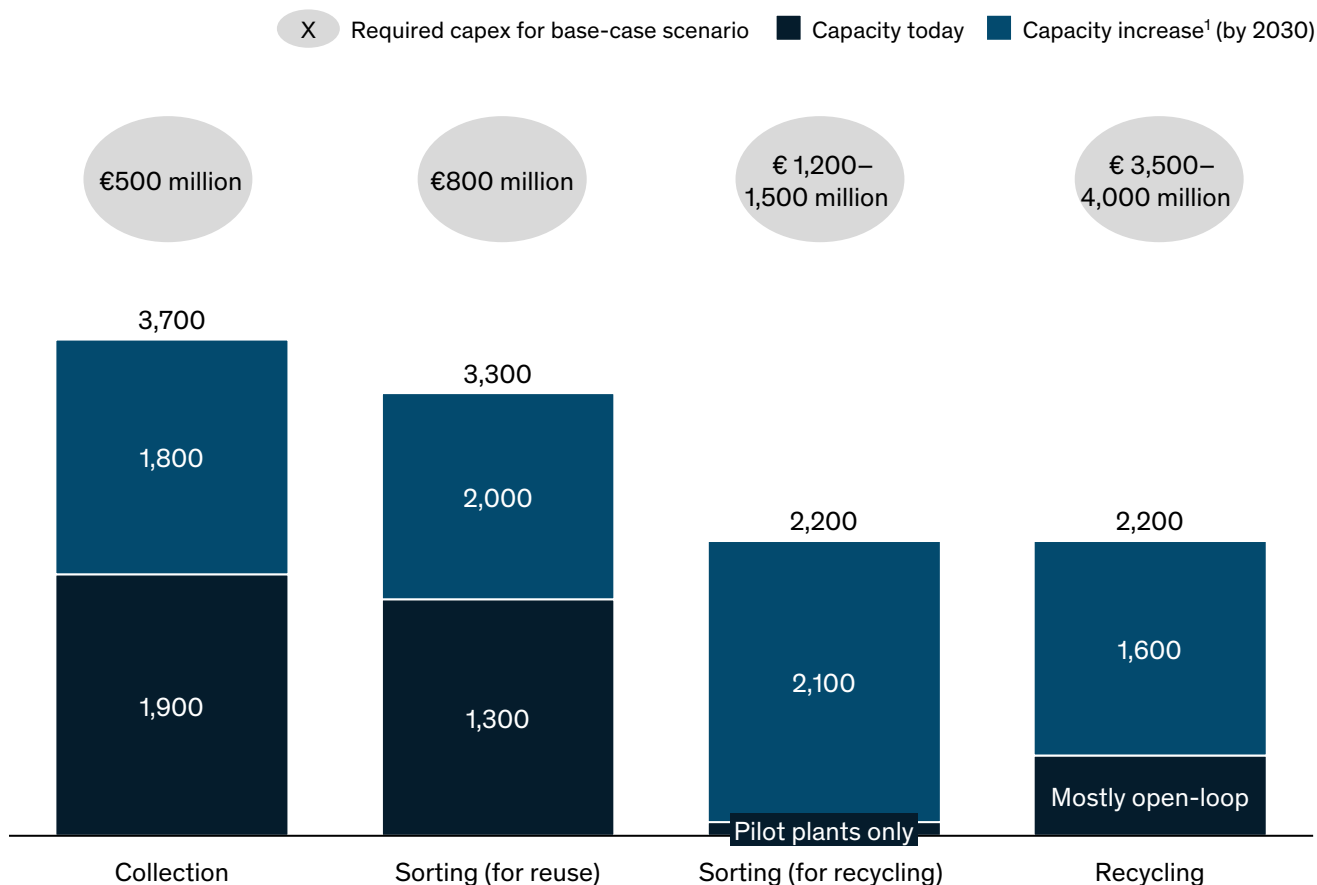 X Required capex for base-case scenario Capacity today Capacity increase¹ (by 2030)
€500 million
€800 million
€ 1,200–
1,500 million
€ 3,500–
4,000 million
3,700
1,800
1,900
3,300
2,000
1,300
2,200
2,100
Pilot plants only
2,200
1,600
Mostly open-loop
Collection
Sorting (for reuse)
Sorting (for recycling)
Recycling